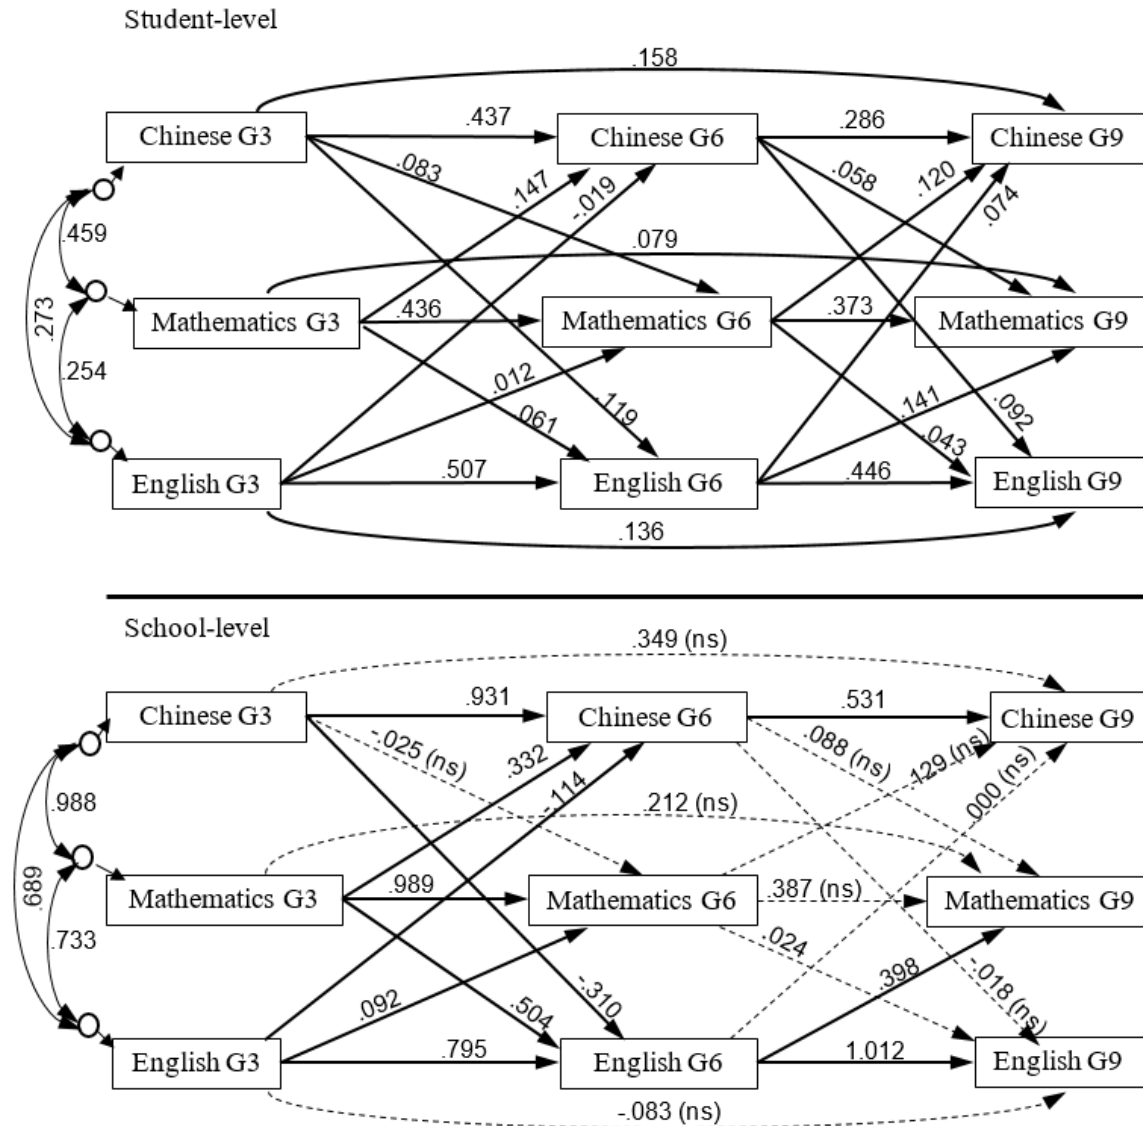 Student-level
.158
Chinese G3
.437
Chinese G6
.286
Chinese G9
.083
.147
-.019
.058
.120
.074
.459
.079
.273
Mathematics G3
.436
Mathematics G6
.373
Mathematics G9
.254
.012
.119
.061
.141
.092
.043
English G3
.507
English G6
.446
English G9
.136
School-level
.349 (ns)
Chinese G3
.931
Chinese G6
.531
Chinese G9
-.025 (ns)
.332
-.114
.088 (ns)
.129 (ns)
.000 (ns)
.988
.212 (ns)
.689
Mathematics G3
.989
Mathematics G6
.387 (ns)
Mathematics G9
.733
.024
.092
.504
-.310
.398
-.018 (ns)
English G3
.795
English G6
1.012
English G9
-.083 (ns)